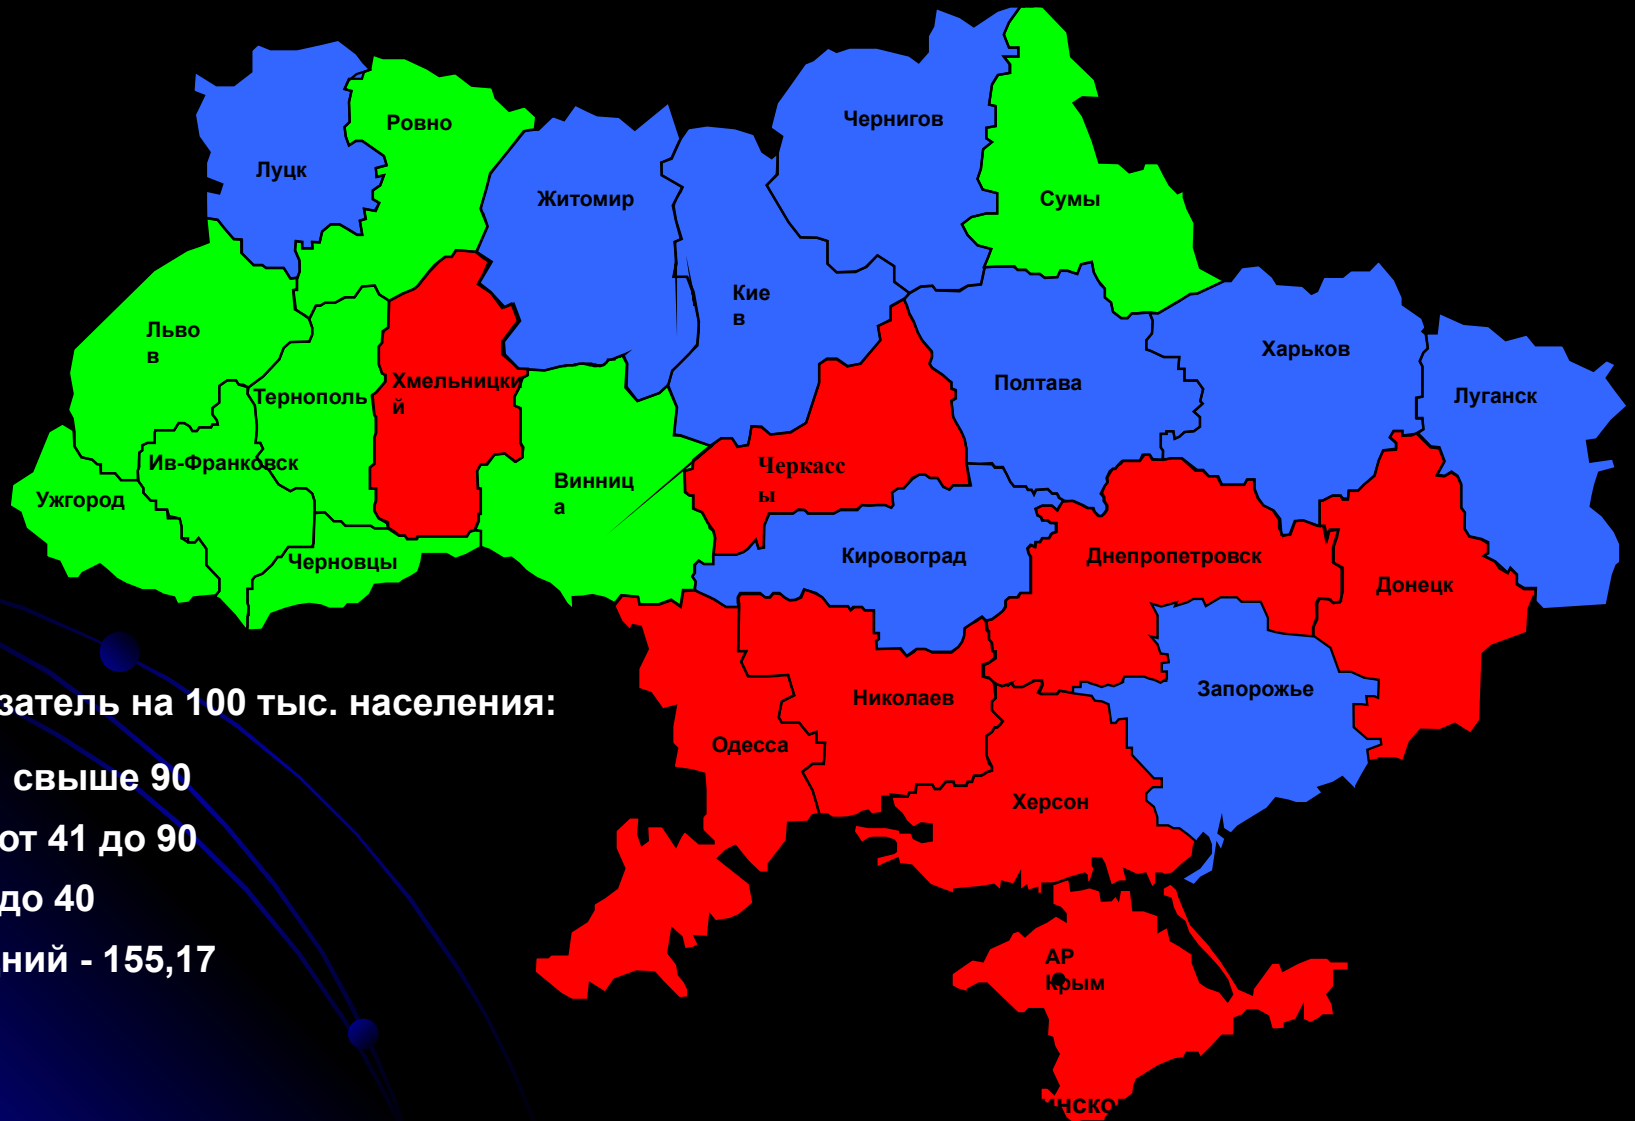 Чернигов
Ровно
Луцк
Житомир
Сумы
Кие
в
Льво
в
Харьков
Хмельницки
й
Полтава
Тернополь
Луганск
Ив-Франковск
Черкасс
ы
Винниц
а
Ужгород
Кировоград
Днепропетровск
Черновцы
Донецк
Запорожье
Николаев
затель на 100 тыс. населения:
Одесса
свыше 90
Херсон
от 41 до 90
до 40
АР
Крым
ний - 155,17